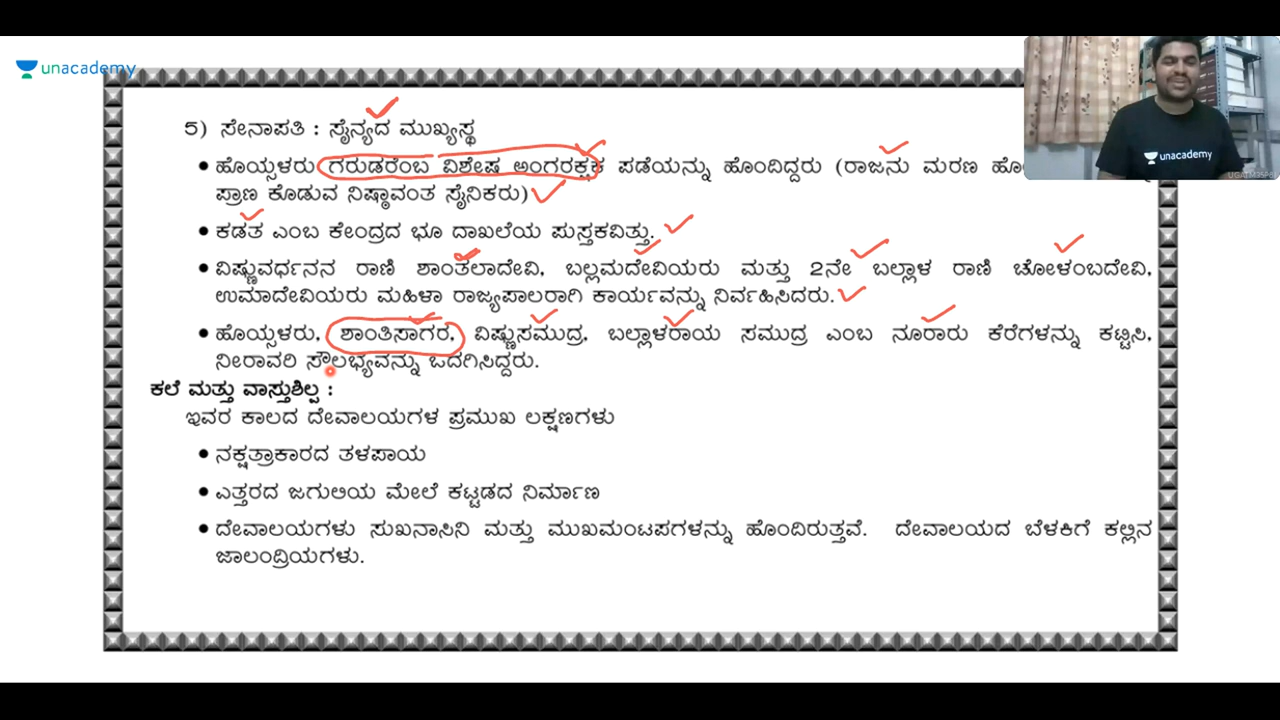 unacademy
5) ಸೇನಾಪತಿ : ಸೈನ್ಯದ ಮುಖ್ಯಸ್ಥ
• ಹೊಯ್ಸಳರು ಗರುಡರೆಂಬ ವಿಶೇಷ ಅಂಗರಕ್ಷಕ ಪಡೆಯನ್ನು ಹೊಂದಿದ್ದರು (ರಾಜನು ಮರಣ
ಪ್ರಾಣ ಕೊಡುವ ನಿಷ್ಠಾವಂತ ಸೈನಿಕರು)
• ಕಡತ ಎಂಬ ಕೇಂದ್ರದ ಭೂ ದಾಖಲೆಯ ಪುಸ್ತಕವಿತ್ತು.
• ವಿಷ್ಣುವರ್ಧನನ ರಾಣಿ ಶಾಂತಲಾದೇವಿ, ಬಲ್ಲಮದೇವಿಯರು ಮತ್ತು 2ನೇ ಬಲ್ಲಾಳ ರಾಣಿ ಚೋಳಂಬದೇವಿ,
ಉಮಾದೇವಿಯರು ಮಹಿಳಾ ರಾಜ್ಯಪಾಲರಾಗಿ ಕಾರ್ಯವನ್ನು ನಿರ್ವಹಿಸಿದರು.
• ಹೊಯ್ಸಳರು, ಶಾಂತಿಸಾಗರ, ವಿಷ್ಣುಸಮುದ್ರ, ಬಲ್ಲಾಳರಾಯ ಸಮುದ್ರ ಎಂಬ ನೂರಾರು ಕೆರೆಗಳನ್ನು ಕಟ್ಟಿಸಿ,
ನೀರಾವರಿ ಸೌಲಭ್ಯವನ್ನು ಒದಗಿಸಿದ್ದರು.
ಕಲೆ ಮತ್ತು ವಾಸ್ತುಶಿಲ್ಪ :
ಇವರ ಕಾಲದ ದೇವಾಲಯಗಳ ಪ್ರಮುಖ ಲಕ್ಷಣಗಳು
• ನಕ್ಷತ್ರಾಕಾರದ ತಳಪಾಯ
• ಎತ್ತರದ ಜಗುಲಿಯ ಮೇಲೆ ಕಟ್ಟಡದ ನಿರ್ಮಾಣ
• ದೇವಾಲಯಗಳು ಸುಖನಾಸಿನಿ ಮತ್ತು ಮುಖಮಂಟಪಗಳನ್ನು ಹೊಂದಿರುತ್ತವೆ. ದೇವಾಲಯದ ಬೆಳಕಿಗೆ ಕಲ್ಲಿನ
ಜಾಲಂದ್ರಿಯಗಳು.
unacademy